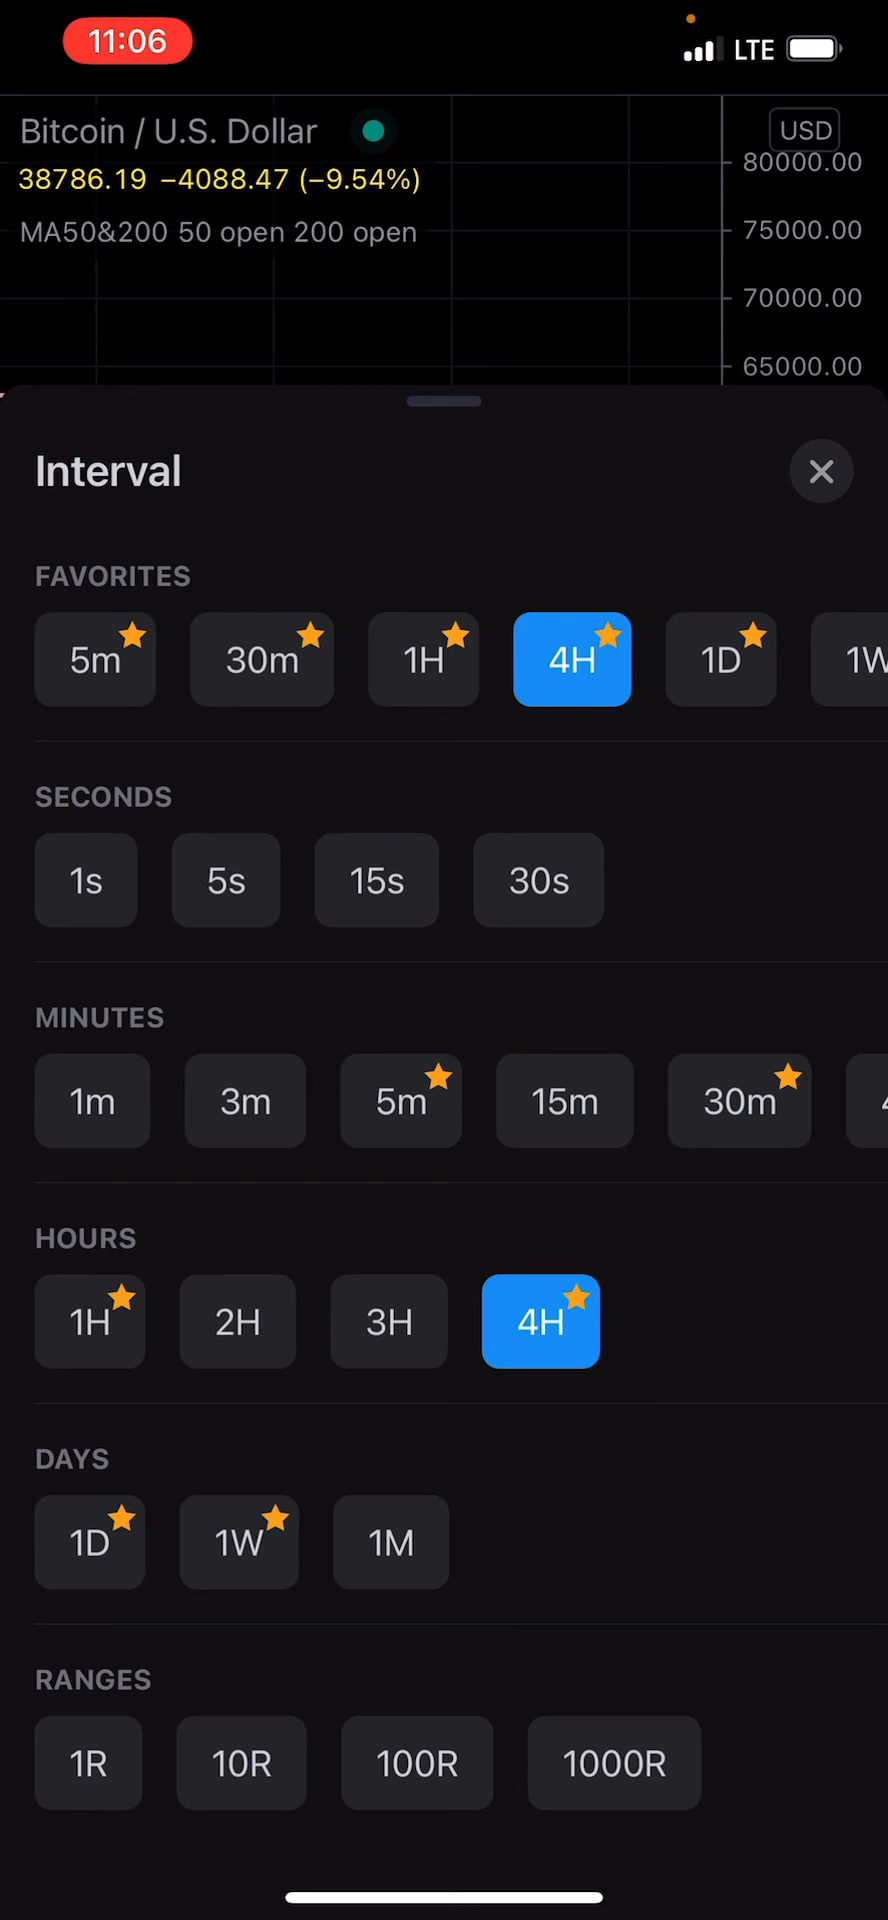 11:06 LTE
Bitcoin / U.S. Dollar USD
80000.00
38786.19 −4088.47 (−9.54%)
MA50&200 50 open 200 open 75000.00
70000.00
65000.00
Interval
FAVORITES
5m 30m 1H 4H 1D 1W
SECONDS
1s 5s 15s 30s
MINUTES
1m 3m 5m 15m 30m
HOURS
1H 2H 3H 4H
DAYS
1D 1W 1M
RANGES
1R 10R 100R 1000R